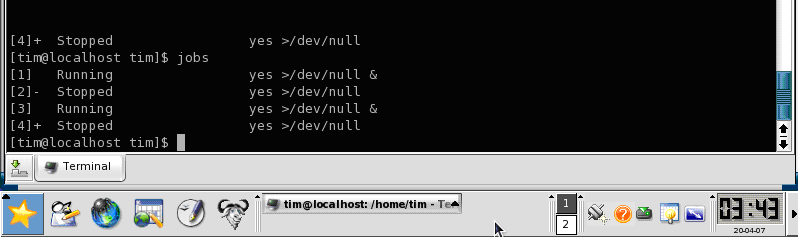 [4]+  Stopped                 yes >/dev/null
[tim@localhost tim]$ jobs
[1]   Running                 yes >/dev/null &
[2]-  Stopped                 yes >/dev/null
[3]   Running                 yes >/dev/null &
[4]+  Stopped                 yes >/dev/null
[tim@localhost tim]$
Terminal
tim@localhost: /home/tim - Te
1
2
03:43
20-04-07